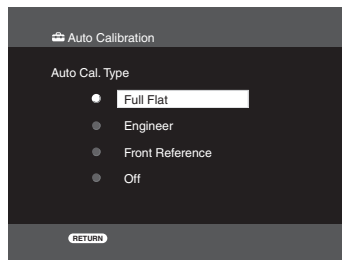 Auto Calibration
Auto Cal. Type
Full Flat
Engineer
Front Reference
Off
RETURN